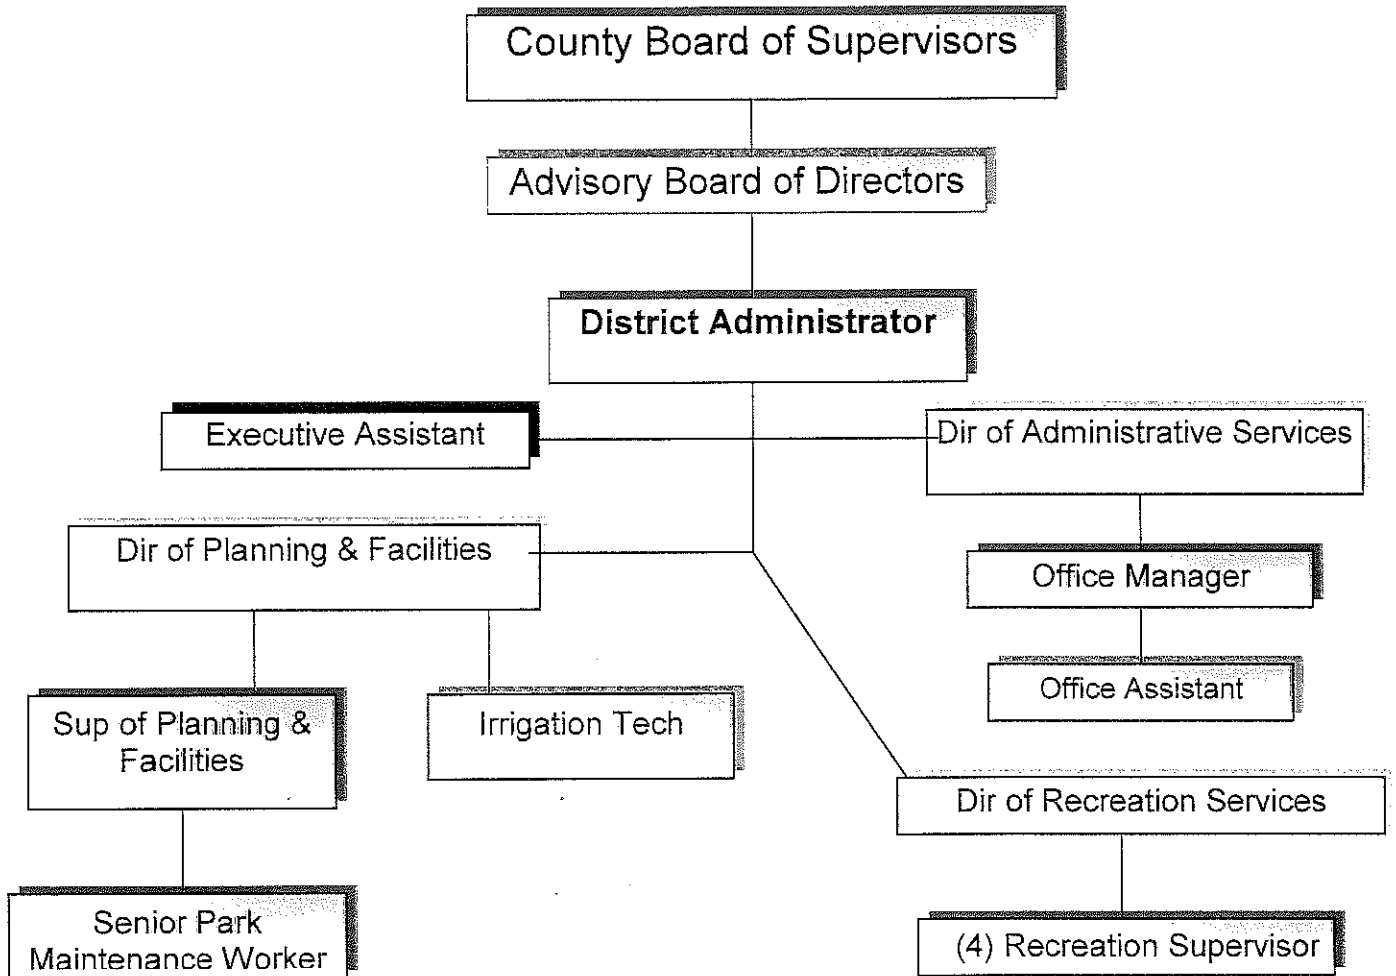 County Board of Supervisors
Advisory Board of Directors
District Administrator
Executive Assistant
Dir of Administrative Services
Dir of Planning & Facilities
Office Manager
Office Assistant
Sup of Planning &
Facilities
Irrigation Tech
Dir of Recreation Services
Senior Park
Maintenance Worker
(4) Recreation Supervisor